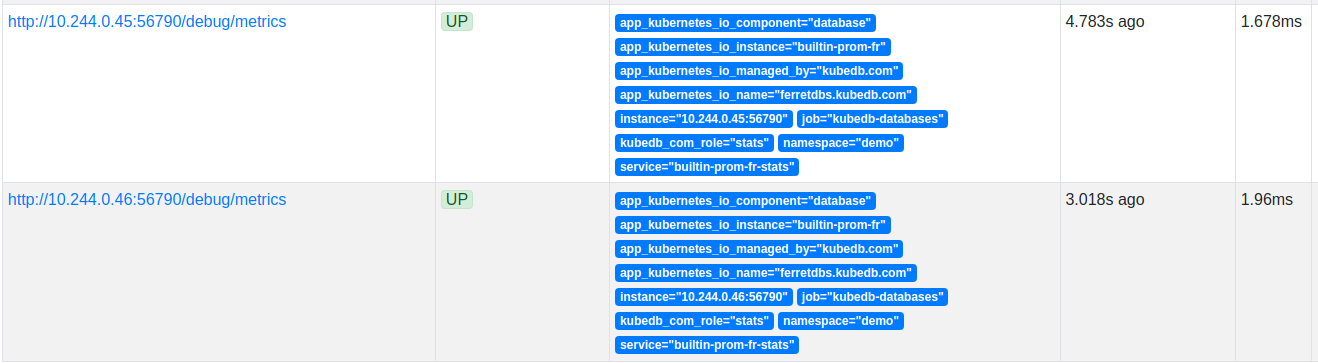 http://10.244.0.45:56790/debug/metrics UP app_kubernetes_io_component="database" 4.783s ago 1.678ms
app_kubernetes_io_instance="builtin-prom-fr"
app_kubernetes_io_managed_by="kubedb.com"
app_kubernetes_io_name="ferretdbs.kubedb.com"
instance="10.244.0.45:56790" job="kubedb-databases"
kubedb_com_role="stats" namespace="demo"
service="builtin-prom-fr-stats"
http://10.244.0.46:56790/debug/metrics UP app_kubernetes_io_component="database" 3.018s ago 1.96ms
app_kubernetes_io_instance="builtin-prom-fr"
app_kubernetes_io_managed_by="kubedb.com"
app_kubernetes_io_name="ferretdbs.kubedb.com"
instance="10.244.0.46:56790" job="kubedb-databases"
kubedb_com_role="stats" namespace="demo"
service="builtin-prom-fr-stats"